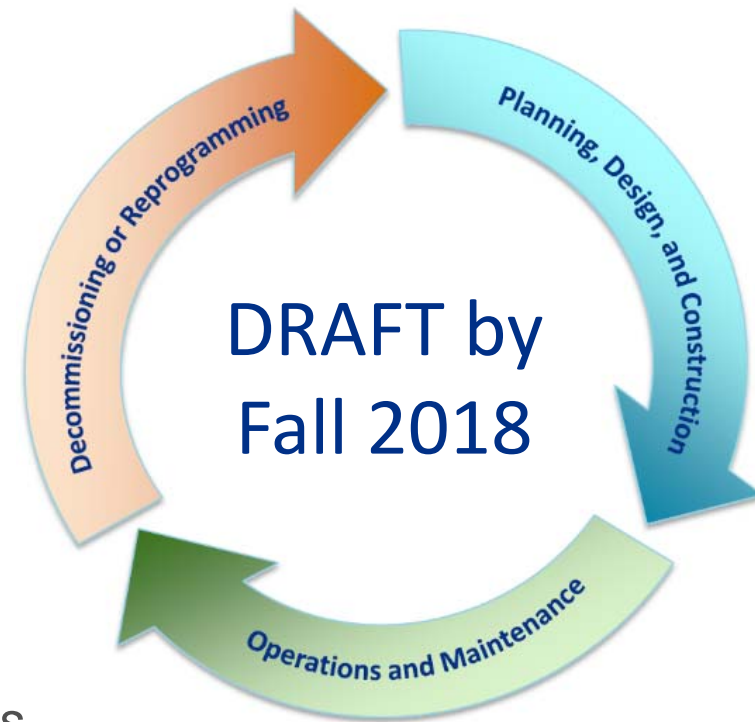 Planning, Design, and Construction
Decommissioning or Reprogramming
DRAFT by
Fall 2018
Operations and Maintenance
s